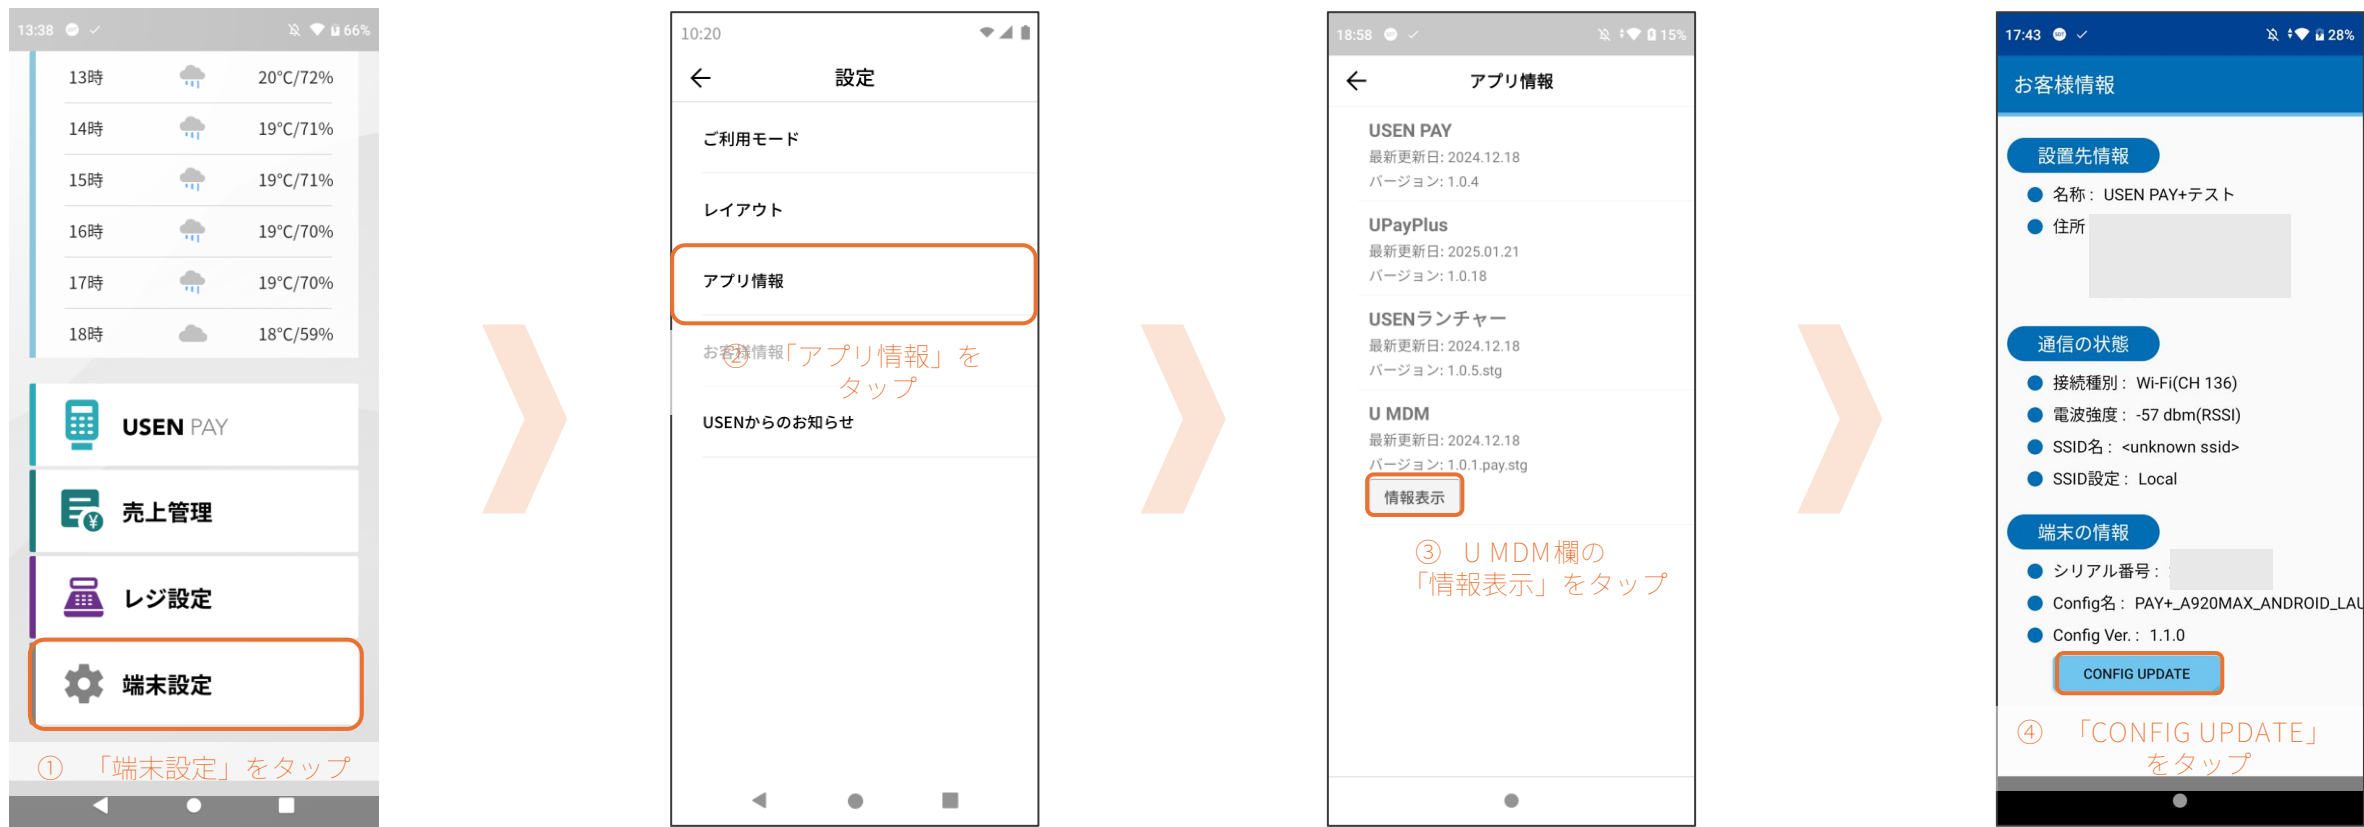 13:38 66%
13時 20°C/72%
14時 19°C/71%
15時 19°C/71%
16時 19°C/70%
17時 19°C/70%
18時 18°C/59%
USEN PAY
売上管理
レジ設定
端末設定
① 「端末設定」をタップ
10:20
設定
ご利用モード
レイアウト
アプリ情報
お客様情報
② 「アプリ情報」を
タップ
USENからのお知らせ
18:58 15%
アプリ情報
USEN PAY
最新更新日: 2024.12.18
バージョン: 1.0.4
UPayPlus
最新更新日: 2025.01.21
バージョン: 1.0.18
USENランチャー
最新更新日: 2024.12.18
バージョン: 1.0.5.stg
U MDM
最新更新日: 2024.12.18
バージョン: 1.0.1.pay.stg
情報表示
③ U MDM欄の
「情報表示」をタップ
17:43 28%
お客様情報
設置先情報
名称 : USEN PAY+テスト
住所
通信の状態
接続種別 : Wi-Fi(CH 136)
電波強度 : -57 dbm(RSSI)
SSID名 : <unknown ssid>
SSID設定 : Local
端末の情報
シリアル番号 :
Config名 : PAY+_A920MAX_ANDROID_LAU
Config Ver. : 1.1.0
CONFIG UPDATE
④ 「CONFIG UPDATE」
をタップ